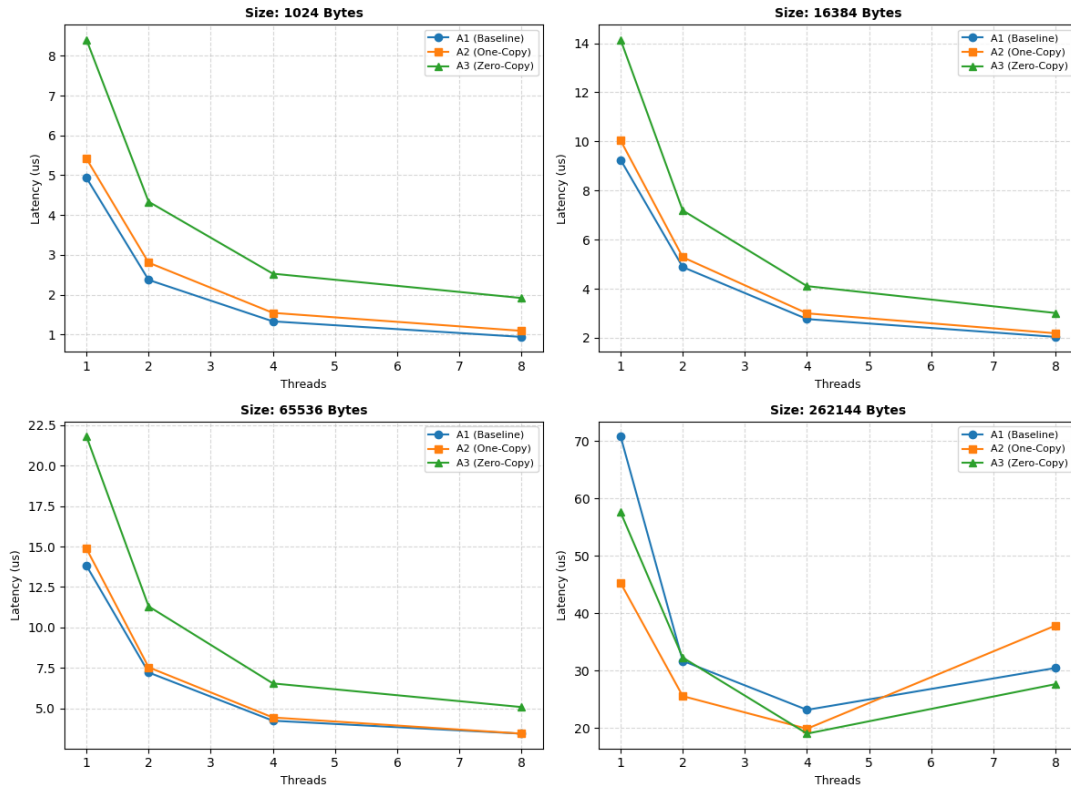 Size: 1024 Bytes
A1 (Baseline)
A2 (One-Copy)
A3 (Zero-Copy)
Latency (us)
8
7
6
5
4
3
2
1
1 2 3 4 5 6 7 8
Threads
Size: 16384 Bytes
A1 (Baseline)
A2 (One-Copy)
A3 (Zero-Copy)
Latency (us)
14
12
10
8
6
4
2
1 2 3 4 5 6 7 8
Threads
Size: 65536 Bytes
A1 (Baseline)
A2 (One-Copy)
A3 (Zero-Copy)
Latency (us)
22.5
20.0
17.5
15.0
12.5
10.0
7.5
5.0
1 2 3 4 5 6 7 8
Threads
Size: 262144 Bytes
A1 (Baseline)
A2 (One-Copy)
A3 (Zero-Copy)
Latency (us)
70
60
50
40
30
20
1 2 3 4 5 6 7 8
Threads